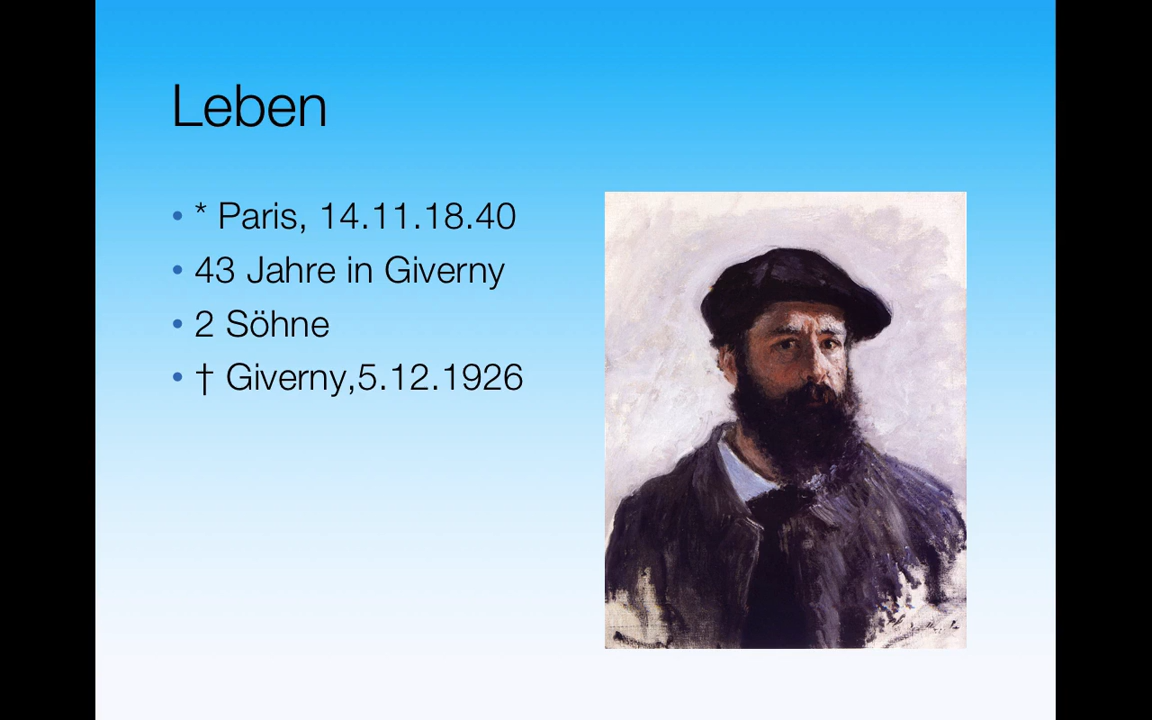 Leben
• * Paris, 14.11.18.40
• 43 Jahre in Giverny
• 2 Söhne
• † Giverny,5.12.1926